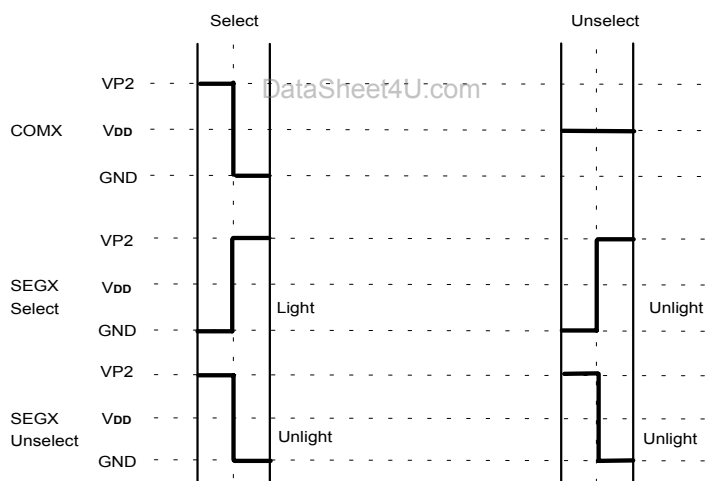 Select Unselect
VP2
DataSheet4U.com
COMX VDD
GND
VP2
SEGX VDD
Select Light Unlight
GND
VP2
SEGX VDD
Unselect Unlight Unlight
GND